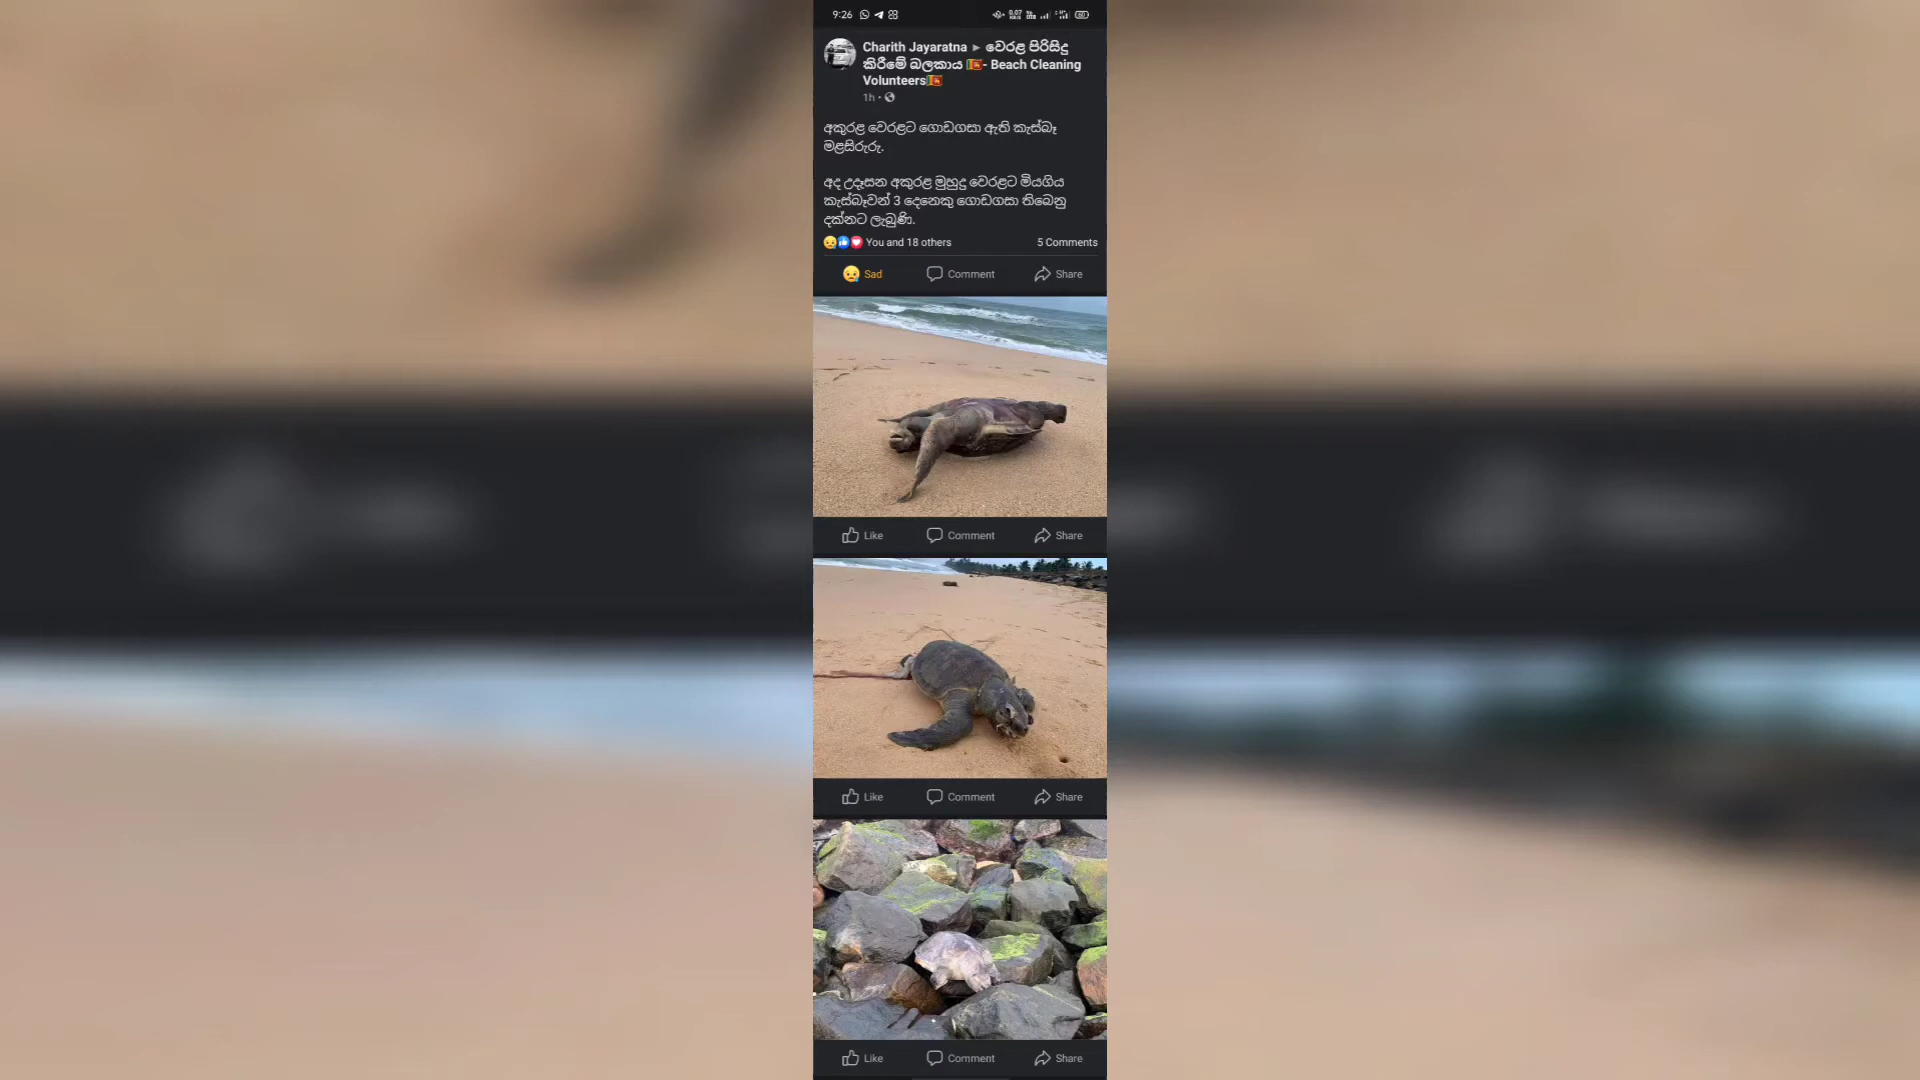 9:26
Charith Jayaratna ▸ වෙරළ පිරිසිදු
කිරීමේ බලකාය 🇱🇰- Beach Cleaning
Volunteers🇱🇰
1h •
අකුරළ වෙරළට ගොඩගසා ඇති කැස්බෑ
මළසිරුරු.
අද උදෑසන අකුරළ මුහුදු වෙරළට මියගිය
කැස්බෑවන් 3 දෙනෙකු ගොඩගසා තිබෙනු
දක්නට ලැබුණි.
You and 18 others 5 Comments
Sad Comment Share
Like Comment Share
Like Comment Share
Like Comment Share